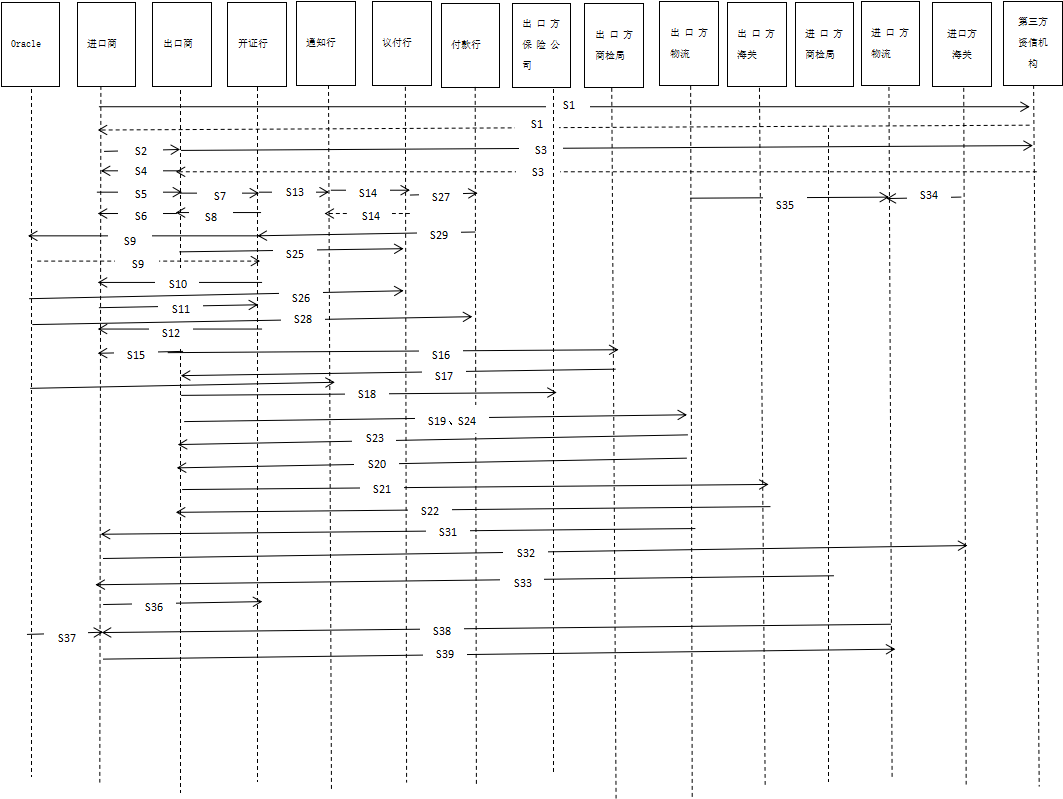 Oracle
进口商
出口商
开证行
通知行
议付行
付款行
出口方
保险公
司
出口方
商检局
出口方
物流
出口方
海关
进口方
商检局
进口方
物流
进口方
海关
第三方
资信机
构
S1
S1
S2
S3
S4
S3
S5
S7
S13
S14
S27
S34
S35
S6
S8
S14
S9
S29
S25
S9
S10
S26
S11
S28
S12
S15
S16
S17
S18
S19、S24
S23
S20
S21
S22
S31
S32
S33
S36
S37
S38
S39